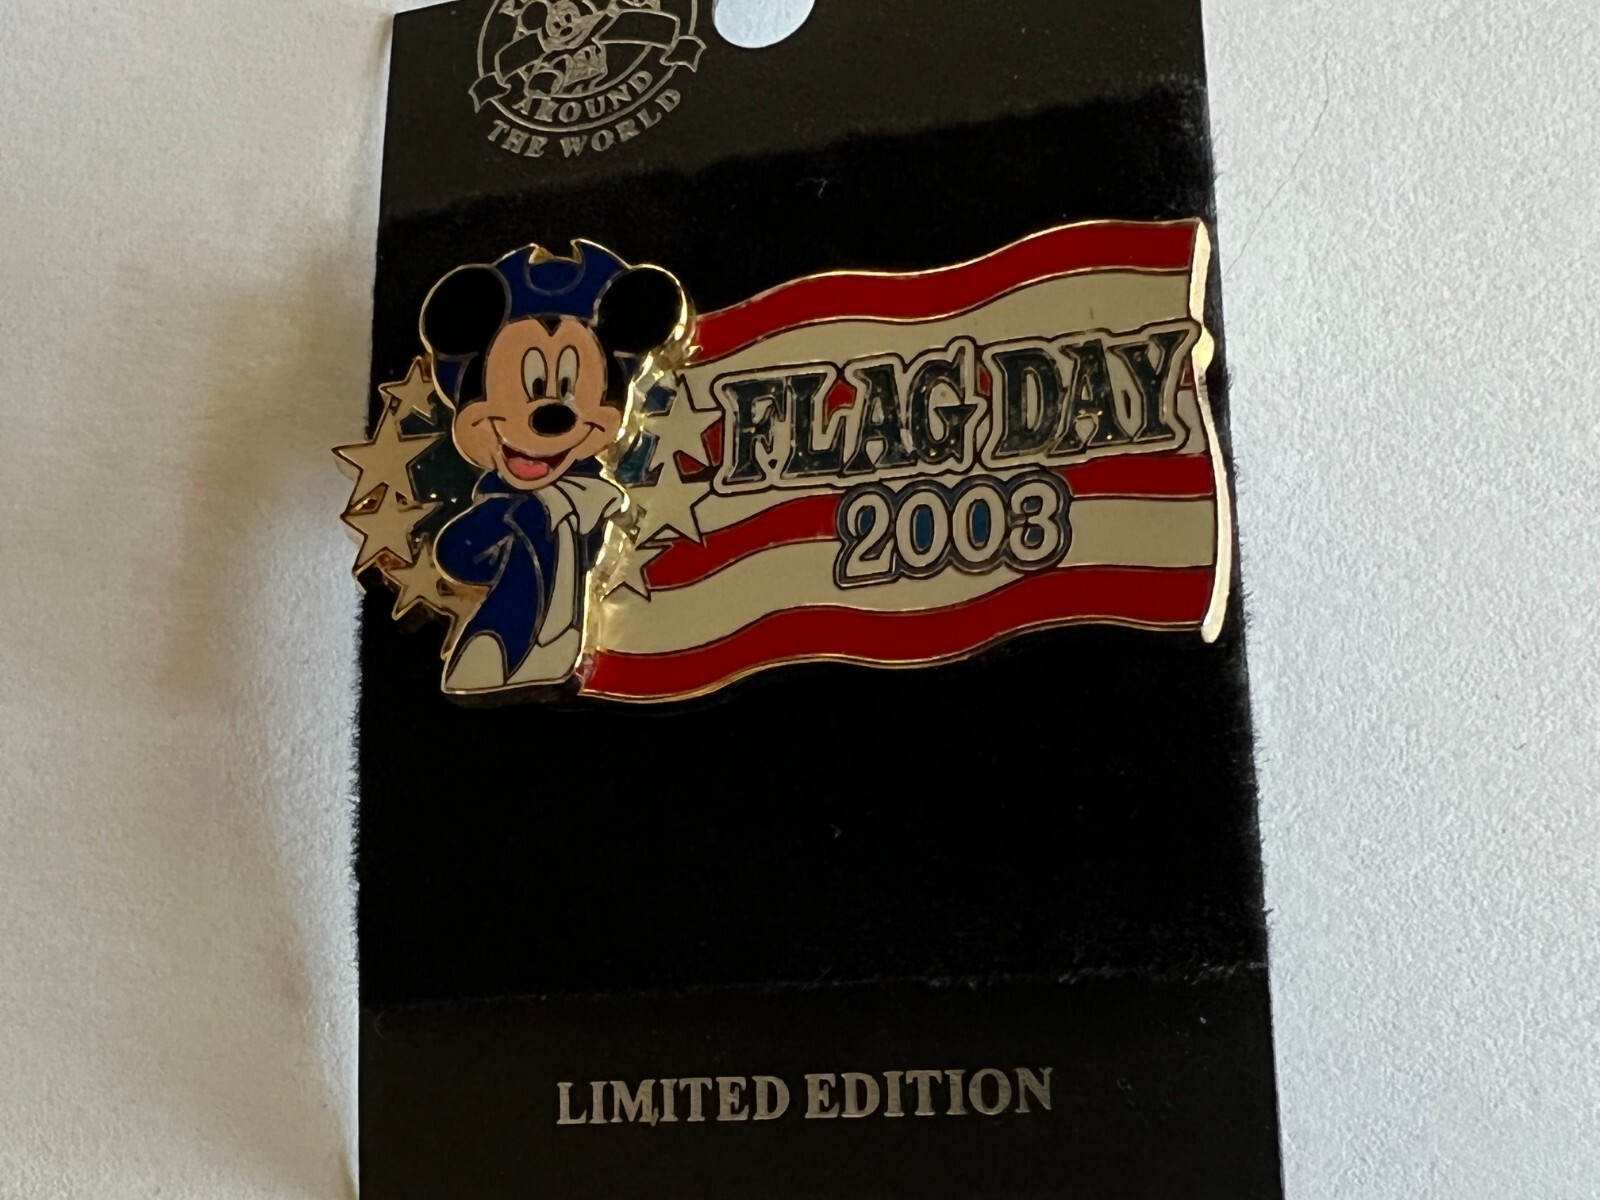 AROUND
THE WORLD
FLAG DAY
2003
LIMITED EDITION